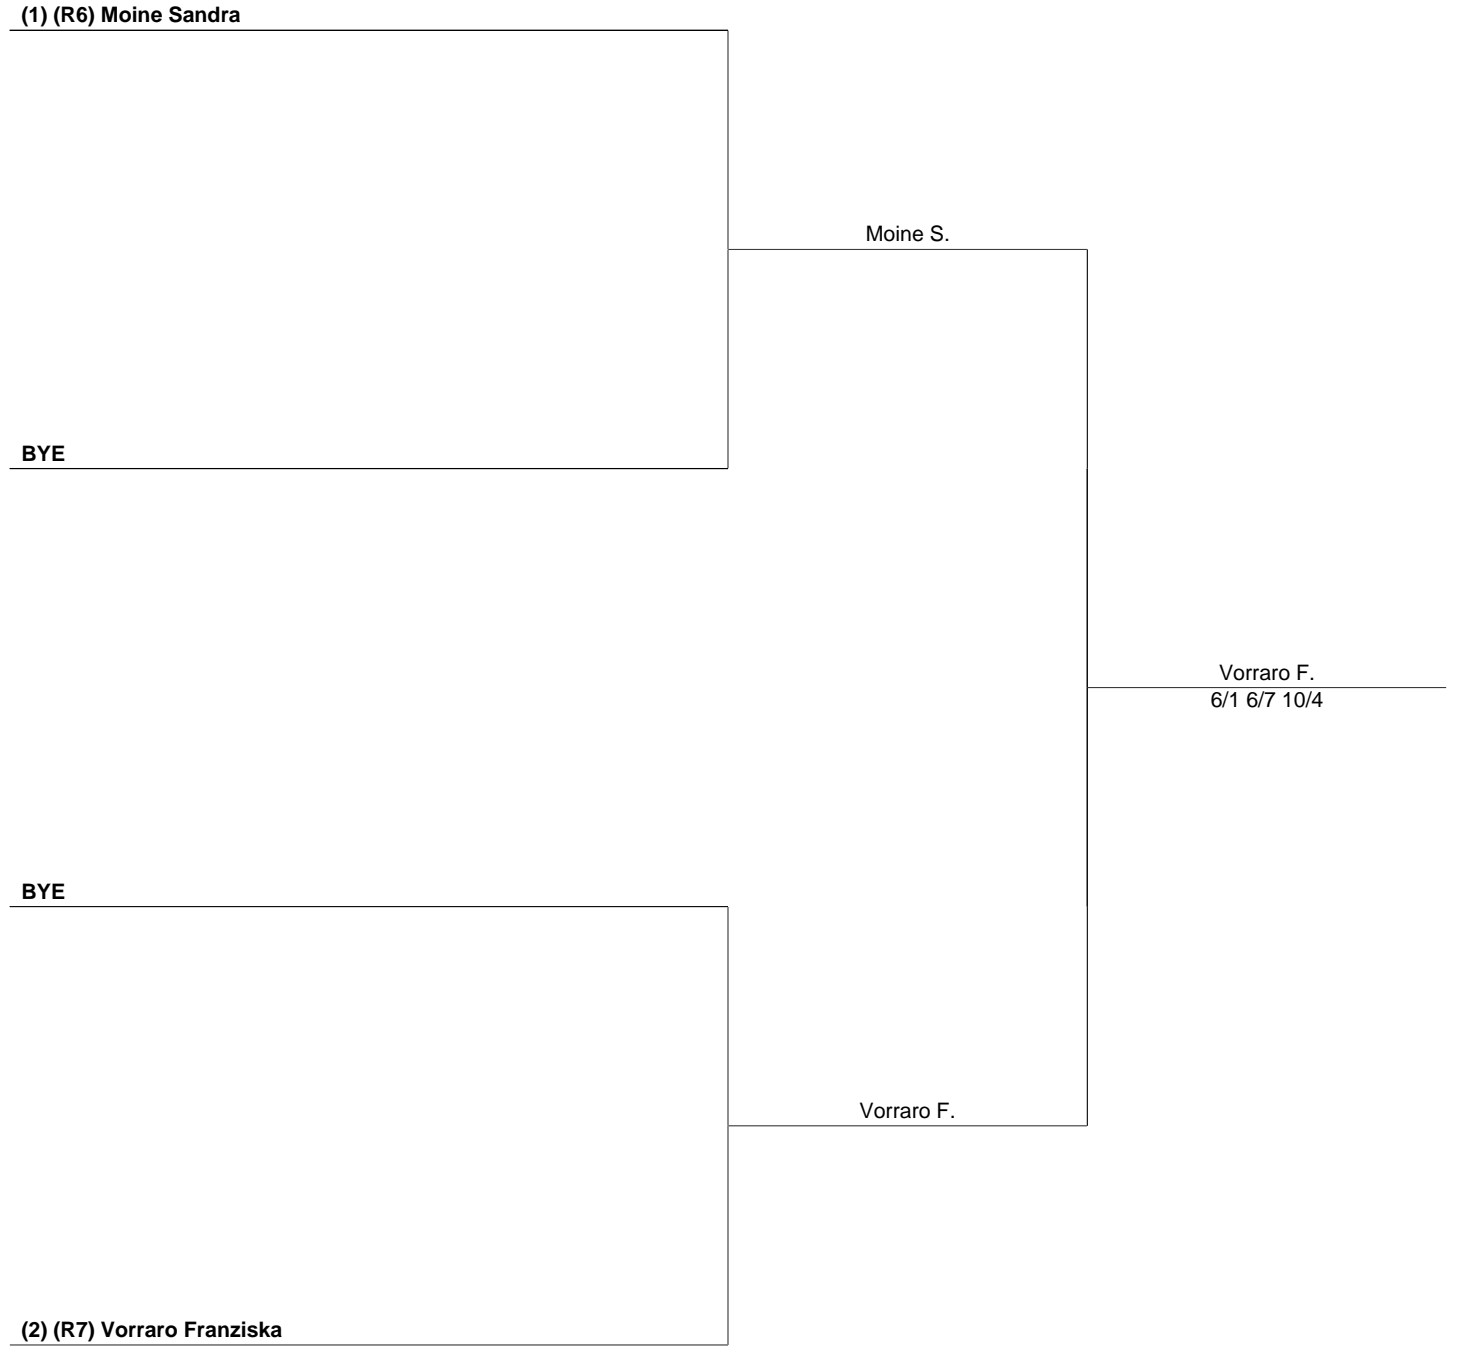 (1) (R6) Moine Sandra
Moine S.
BYE
Vorraro F.
6/1 6/7 10/4
BYE
Vorraro F.
(2) (R7) Vorraro Franziska